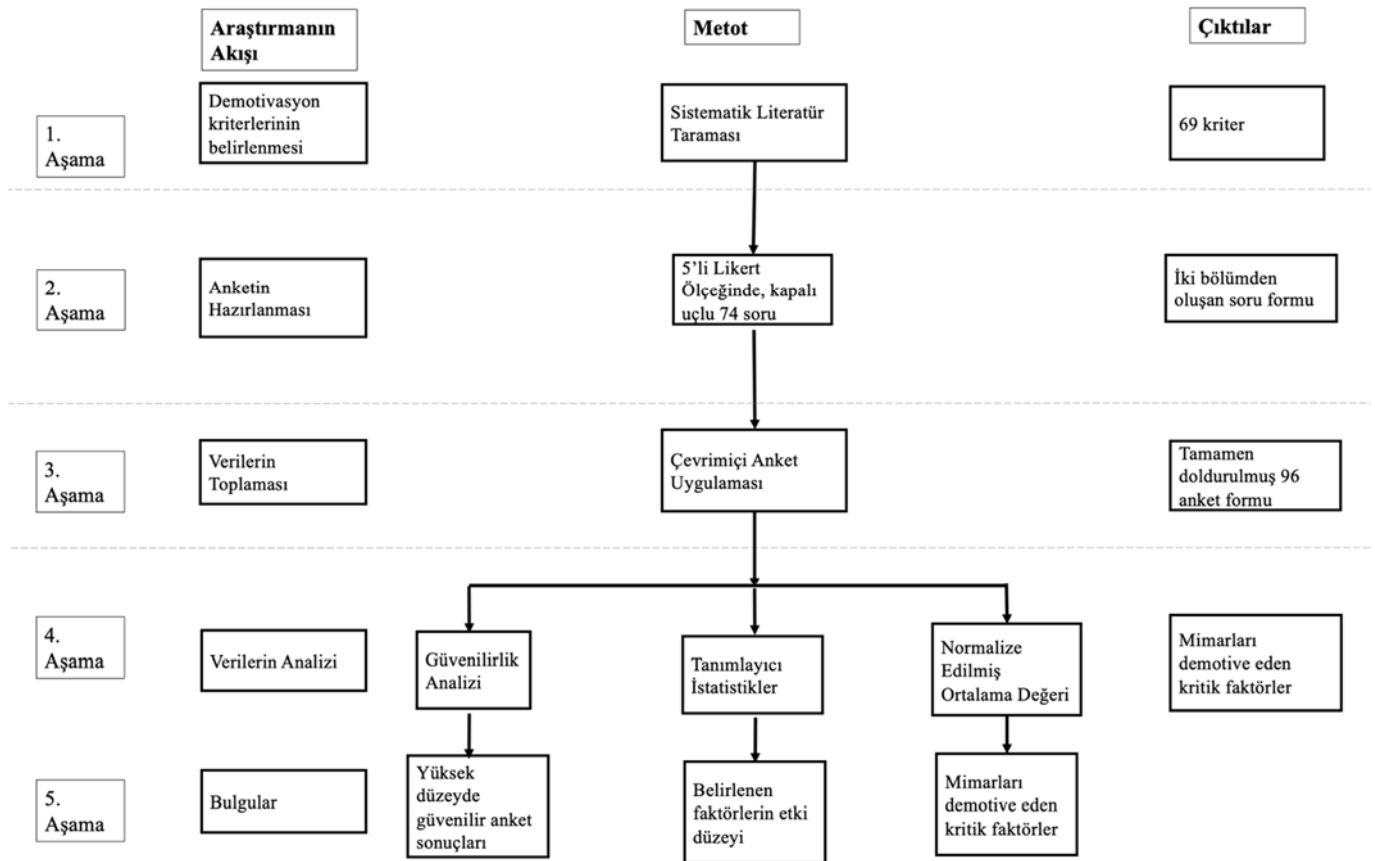 Araştırmanın
Akışı
Metot
Çıktılar
1.
Aşama
Demotivasyon
kriterlerinin
belirlenmesi
Sistematik Literatür
Taraması
69 kriter
2.
Aşama
Anketin
Hazırlanması
5’li Likert
Ölçeğinde, kapalı
uçlu 74 soru
İki bölümden
oluşan soru formu
3.
Aşama
Verilerin
Toplaması
Çevrimiçi Anket
Uygulaması
Tamamen
doldurulmuş 96
anket formu
4.
Aşama
Verilerin Analizi
Güvenilirlik
Analizi
Tanımlayıcı
İstatistikler
Normalize
Edilmiş
Ortalama Değeri
Mimarları
demotive eden
kritik faktörler
5.
Aşama
Bulgular
Yüksek
düzeyde
güvenilir anket
sonuçları
Belirlenen
faktörlerin etki
düzeyi
Mimarları
demotive eden
kritik faktörler